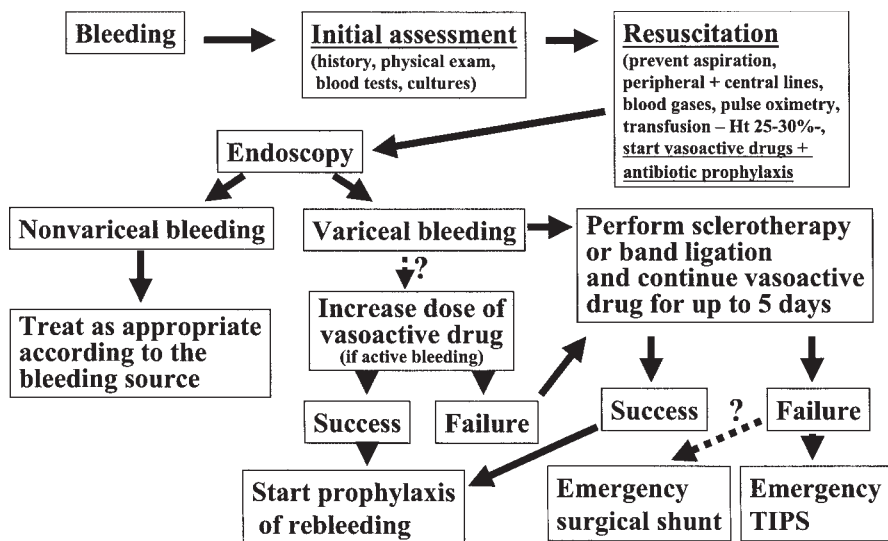 Bleeding
Initial assessment
(history, physical exam,
blood tests, cultures)
Resuscitation
(prevent aspiration,
peripheral + central lines,
blood gases, pulse oximetry,
transfusion – Ht 25-30%-,
start vasoactive drugs +
antibiotic prophylaxis)
Endoscopy
Nonvariceal bleeding
Variceal bleeding
Perform sclerotherapy
or band ligation
and continue vasoactive
drug for up to 5 days
?
Treat as appropriate
according to the
bleeding source
Increase dose of
vasoactive drug
(if active bleeding)
Success
Failure
Success
?
Failure
Start prophylaxis
of rebleeding
Emergency
surgical shunt
Emergency
TIPS